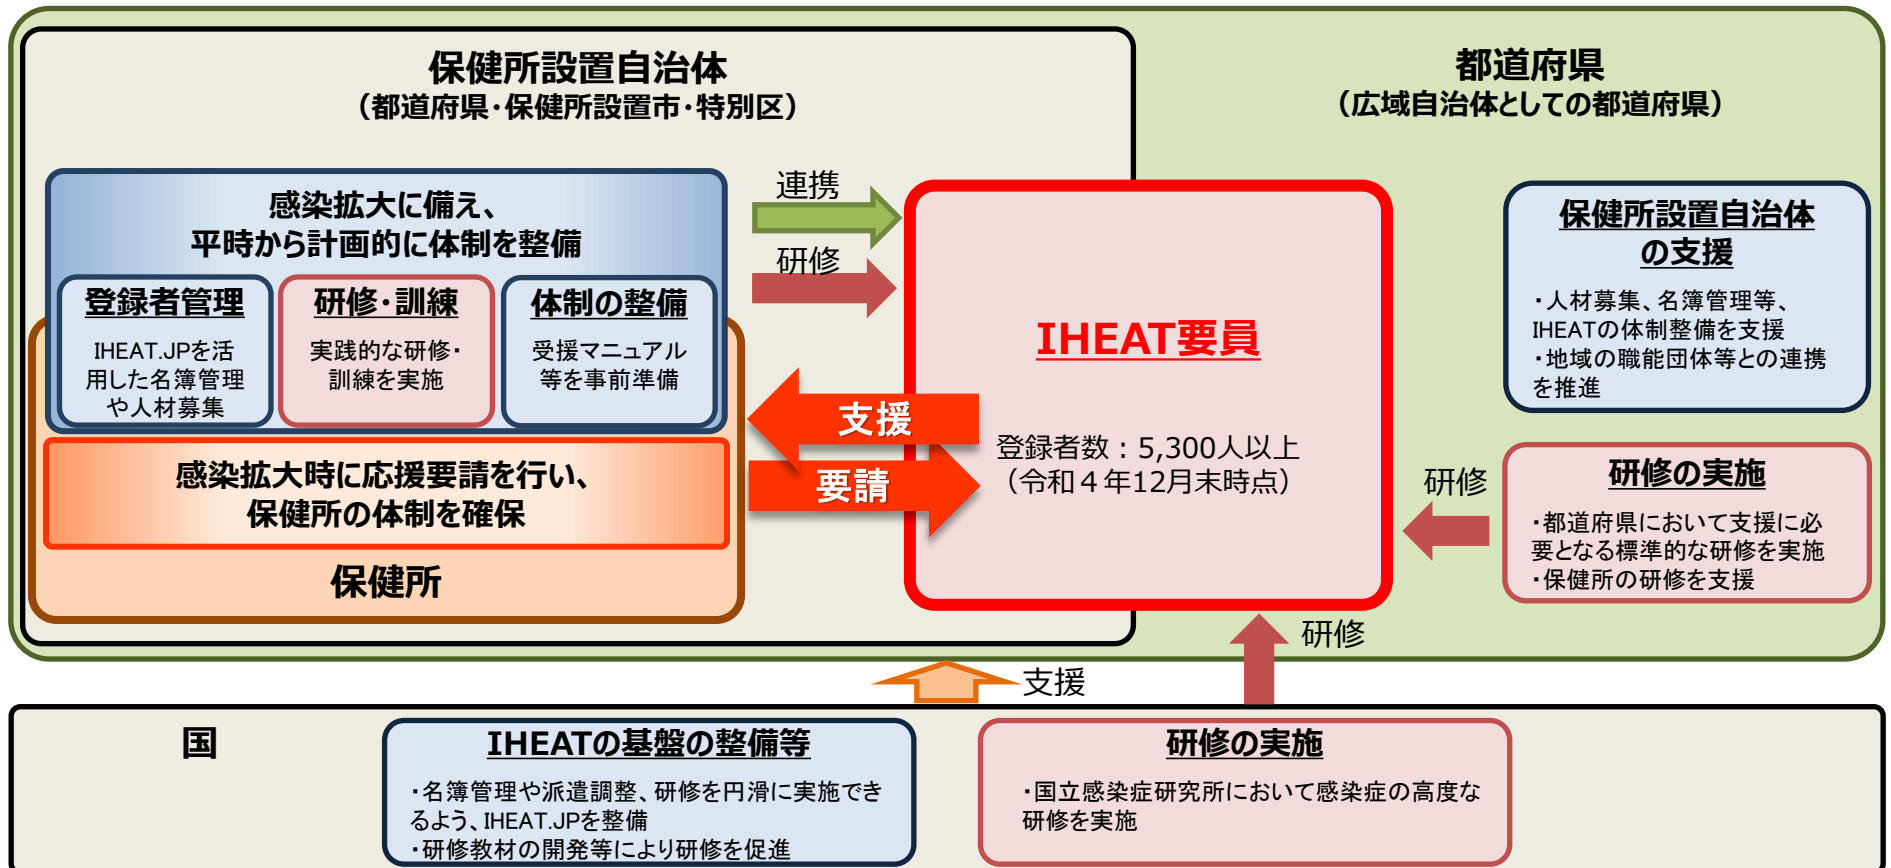 保健所設置自治体
（都道府県・保健所設置市・特別区）
都道府県
（広域自治体としての都道府県）
感染拡大に備え、
平時から計画的に体制を整備
登録者管理
IHEAT.JPを活
用した名簿管理
や人材募集
研修・訓練
実践的な研修・
訓練を実施
体制の整備
受援マニュアル
等を事前準備
感染拡大時に応援要請を行い、
保健所の体制を確保
保健所
連携
研修
支援
要請
IHEAT要員
登録者数：5,300人以上
（令和４年12月末時点）
保健所設置自治体
の支援
・人材募集、名簿管理等、
IHEATの体制整備を支援
・地域の職能団体等との連携
を推進
研修
研修の実施
・都道府県において支援に必
要となる標準的な研修を実施
・保健所の研修を支援
研修
支援
国
IHEATの基盤の整備等
・名簿管理や派遣調整、研修を円滑に実施でき
るよう、IHEAT.JPを整備
・研修教材の開発等により研修を促進
研修の実施
・国立感染症研究所において感染症の高度な
研修を実施